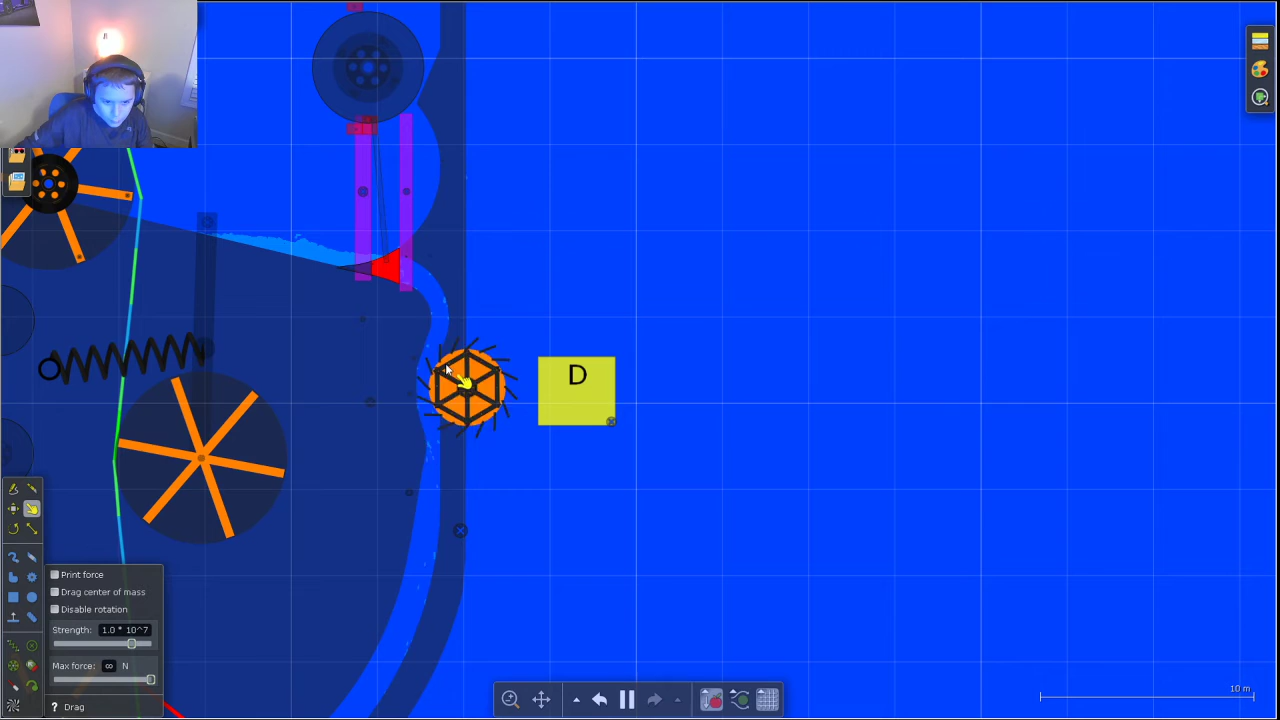 D
Print force
Drag center of mass
Disable rotation
Strength: 1.0 * 10^7
Max force: ∞ N
? Drag
10 m